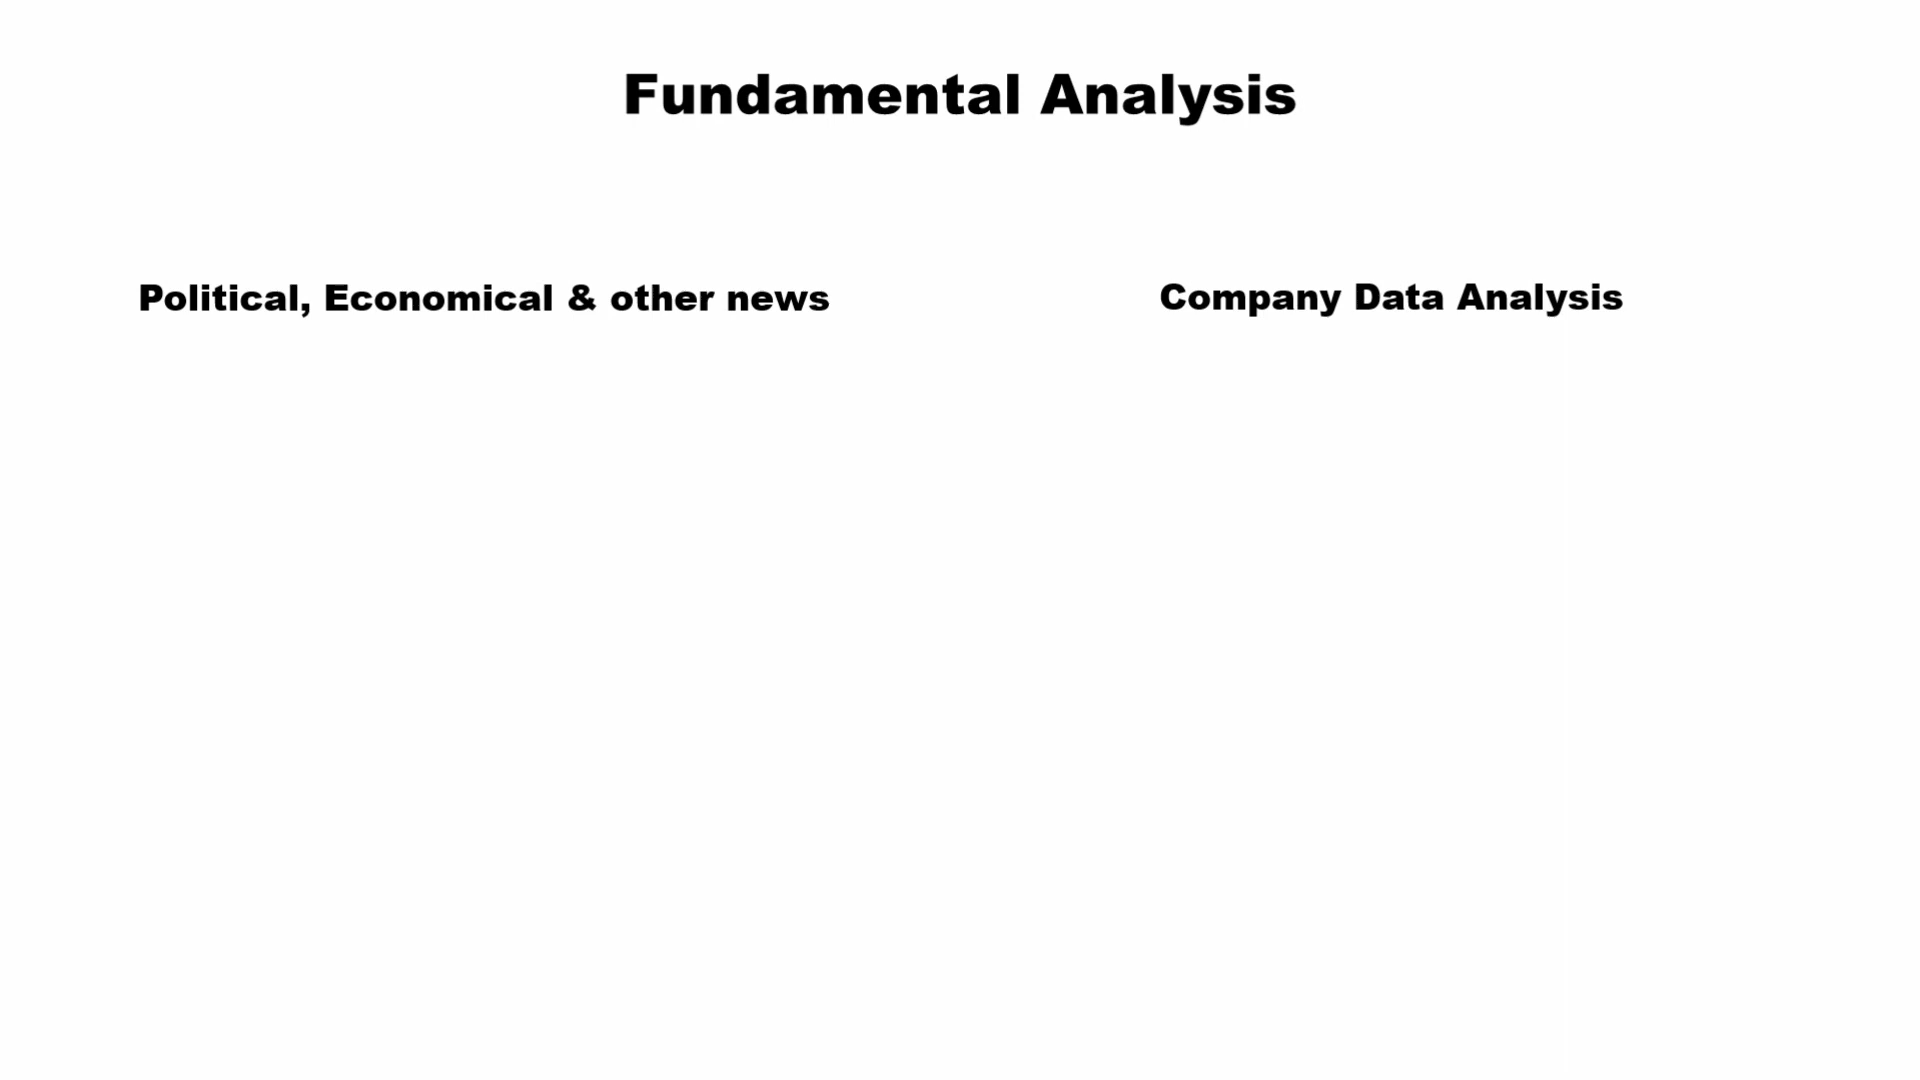 Fundamental Analysis
Political, Economical & other news
Company Data Analysis